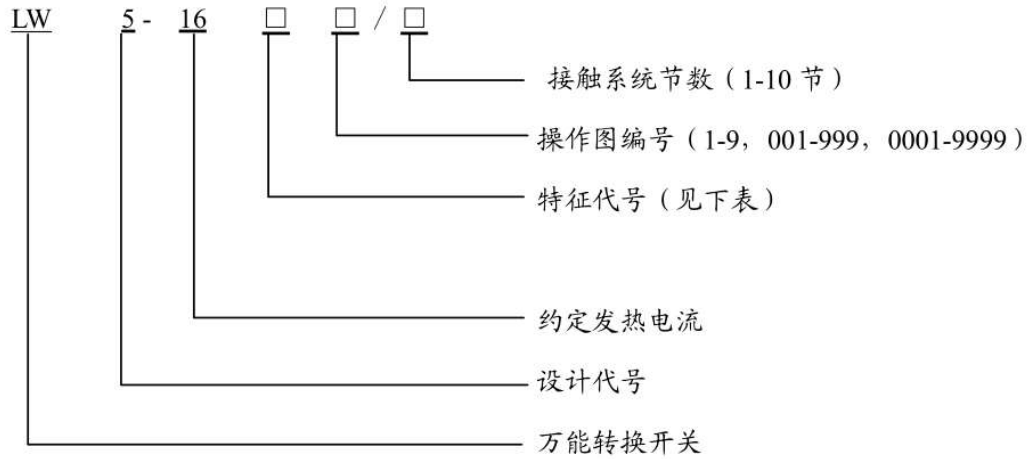 LW 5 - 16 □ □ / □
接触系统节数（1-10 节）
操作图编号（1-9，001-999，0001-9999）
特征代号（见下表）
约定发热电流
设计代号
万能转换开关